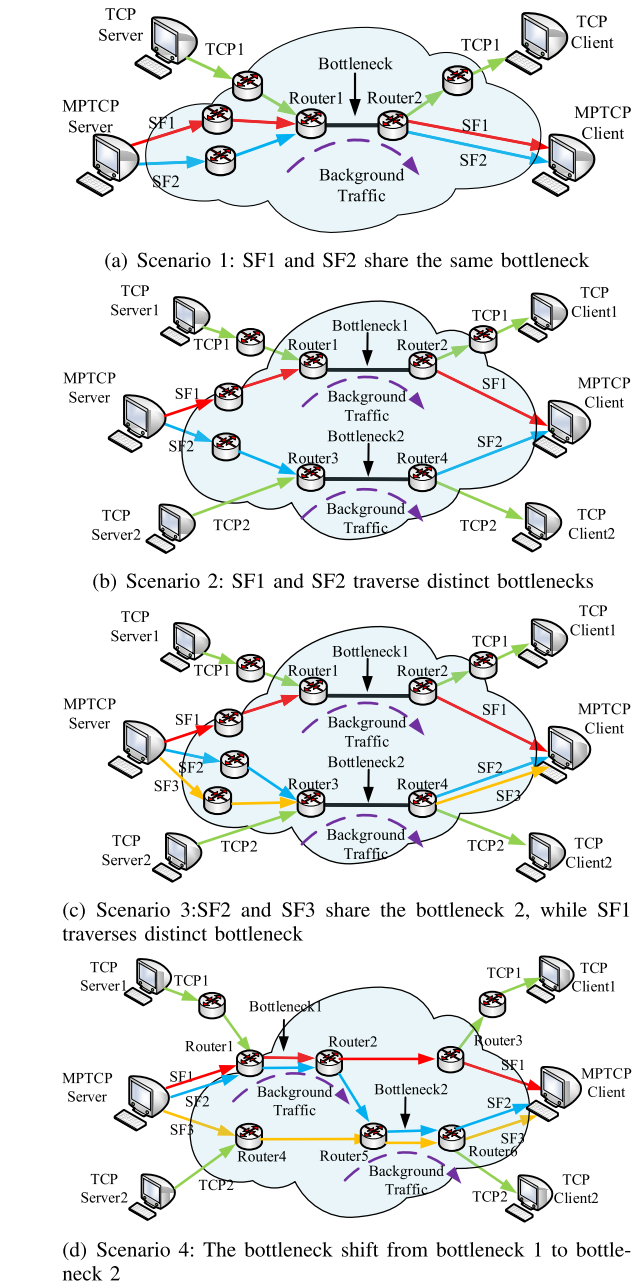 TCP
Server
TCP1
Bottleneck
TCP1
TCP
Client
MPTCP
Server
Router1
Router2
MPTCP
Client
SF1
SF1
SF2
SF2
Background
Traffic
(a) Scenario 1: SF1 and SF2 share the same bottleneck
TCP
Server1
TCP1
Bottleneck1
TCP1
TCP
Client1
Router1
Router2
MPTCP
Server
SF1
Background
Traffic
SF1
MPTCP
Client
SF2
Bottleneck2
SF2
Router3
Router4
TCP
Server2
TCP2
Background
Traffic
TCP2
TCP
Client2
(b) Scenario 2: SF1 and SF2 traverse distinct bottlenecks
TCP
Server1
TCP1
Bottleneck1
TCP1
TCP
Client1
Router1
Router2
MPTCP
Server
SF1
Background
Traffic
SF1
MPTCP
Client
SF2
Bottleneck2
SF2
SF3
Router3
Router4
SF3
TCP
Server2
TCP2
Background
Traffic
TCP2
TCP
Client2
(c) Scenario 3:SF2 and SF3 share the bottleneck 2, while SF1
traverses distinct bottleneck
TCP
Server1
TCP1
TCP1
TCP
Client1
Bottleneck1
Router1
Router2
Router3
MPTCP
Server
SF1
SF1
MPTCP
Client
SF2
Background
Traffic
Bottleneck2
SF2
SF3
SF3
Router4
Router5
Router6
TCP
Server2
TCP2
Background
Traffic
TCP2
TCP
Client2
(d) Scenario 4: The bottleneck shift from bottleneck 1 to bottle-
neck 2